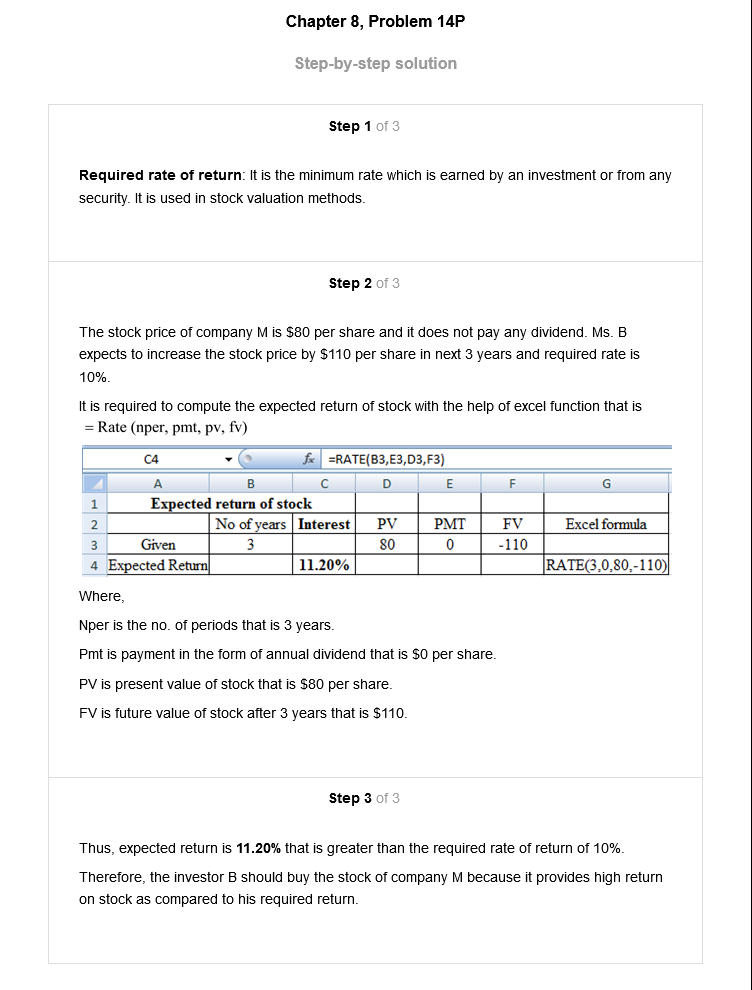 Chapter 8, Problem 14P
Step-by-step solution
Step 1 of 3
Required rate of return: It is the minimum rate which is earned by an investment or from any
security. It is used in stock valuation methods.
Step 2 of 3
The stock price of company M is $80 per share and it does not pay any dividend. Ms. B
expects to increase the stock price by $110 per share in next 3 years and required rate is
10%.
It is required to compute the expected return of stock with the help of excel function that is
= Rate (nper, pmt, pv, fv)
C4 fx =RATE(B3,E3,D3,F3)
A B C D E F G
1 Expected return of stock
2 No of years Interest PV PMT FV Excel formula
3 Given 3 80 0 -110
4 Expected Return 11.20% RATE(3,0,80,-110)
Where,
Nper is the no. of periods that is 3 years.
Pmt is payment in the form of annual dividend that is $0 per share.
PV is present value of stock that is $80 per share.
FV is future value of stock after 3 years that is $110.
Step 3 of 3
Thus, expected return is 11.20% that is greater than the required rate of return of 10%.
Therefore, the investor B should buy the stock of company M because it provides high return
on stock as compared to his required return.